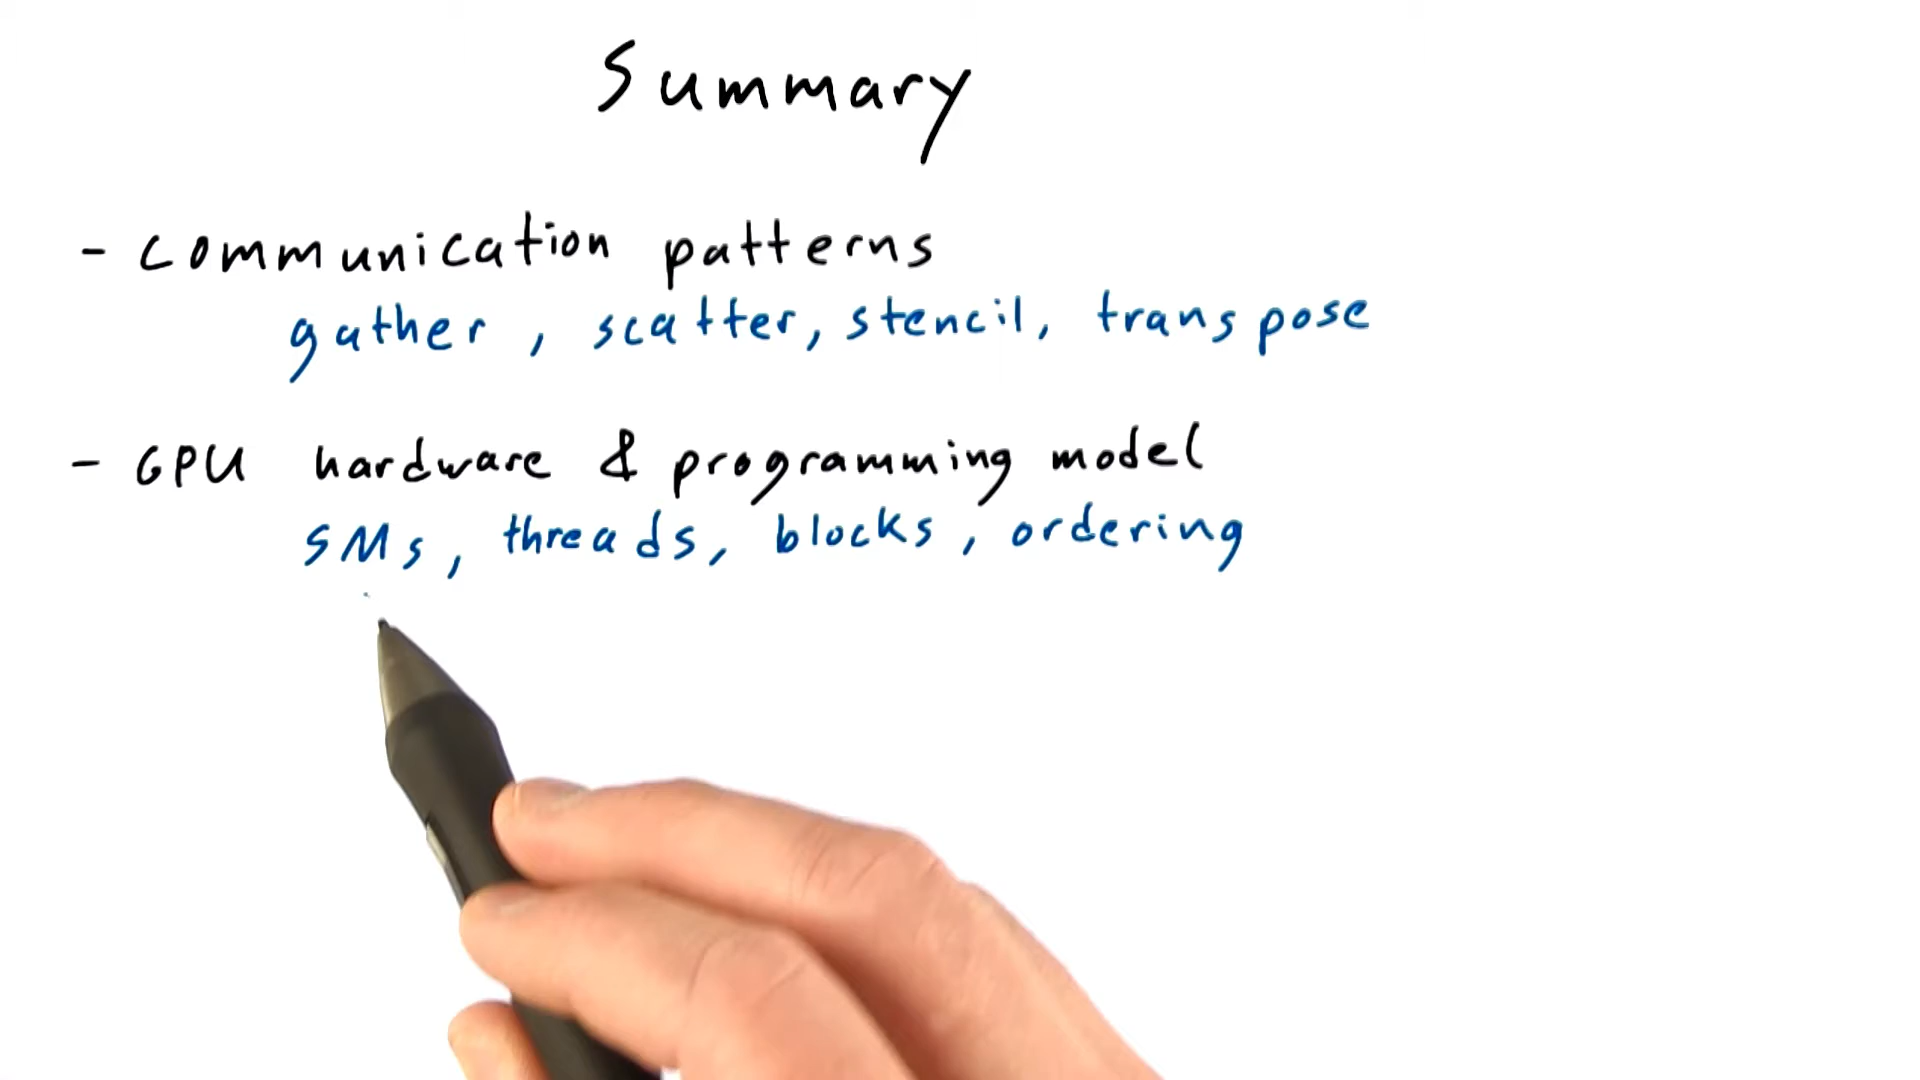 Summary
- communication patterns
gather, scatter, stencil, transpose
- GPU hardware & programming model
SMs, threads, blocks, ordering